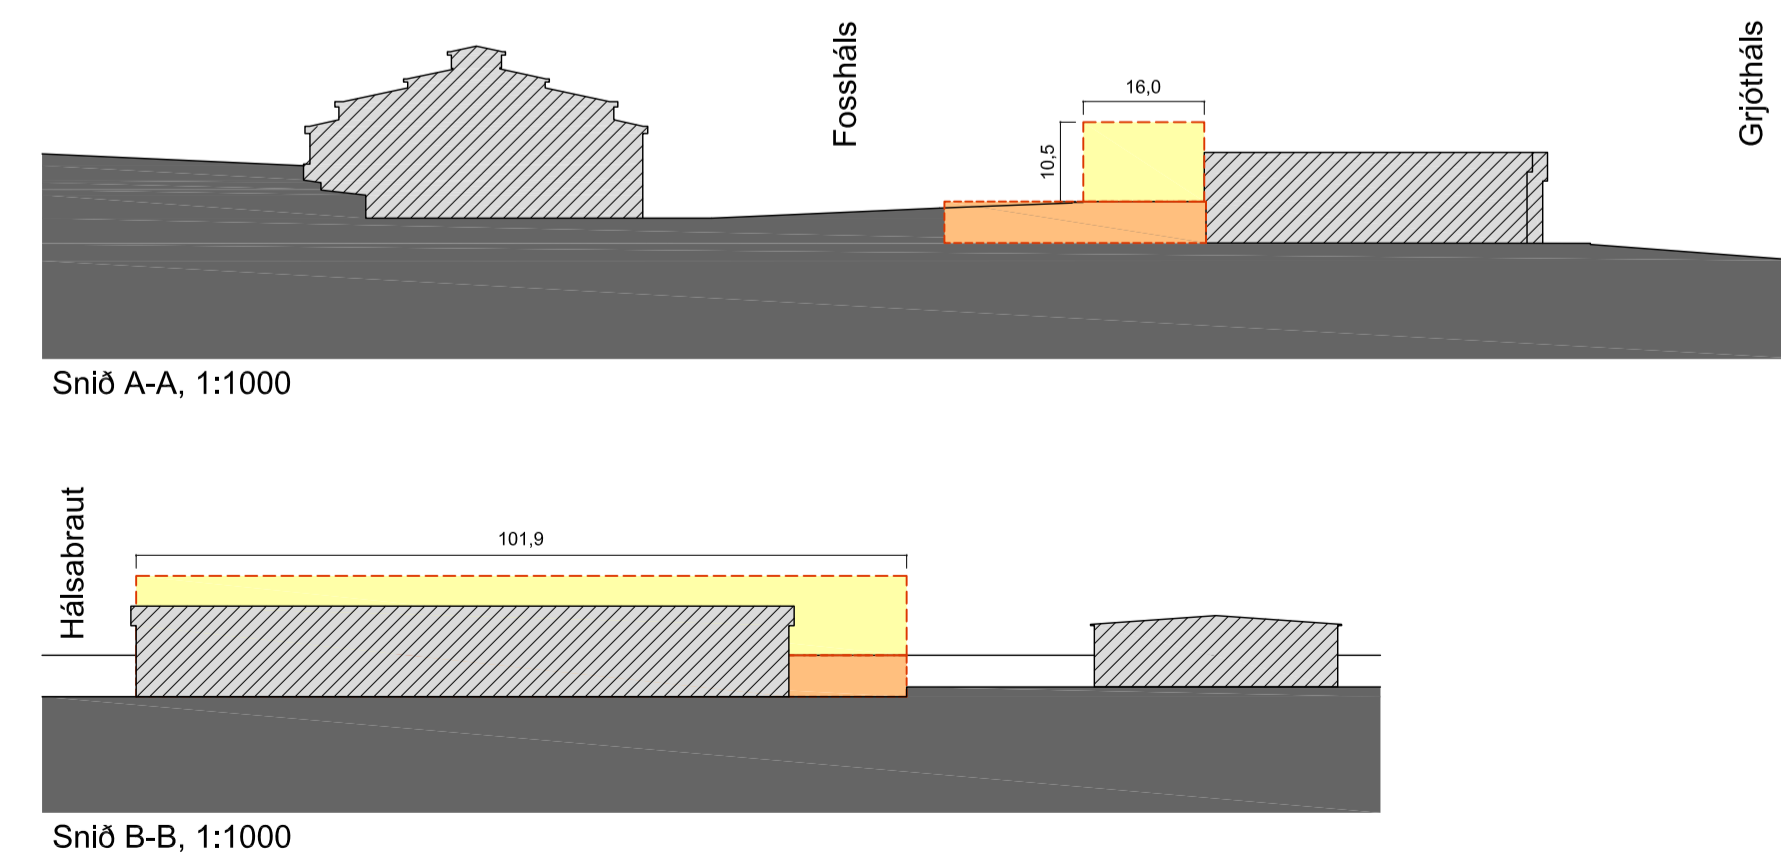 Fossháls
Grjótháls
16,0
10,5
Snið A-A, 1:1000
Hálsabraut
101,9
Snið B-B, 1:1000